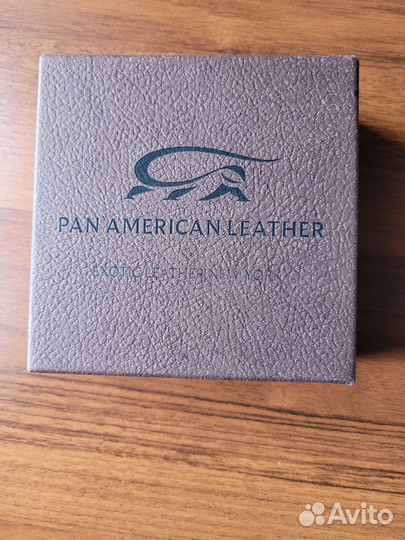 PAN AMERICAN LEATHER
EXOTIC LEATHER NEW YORK
Avito